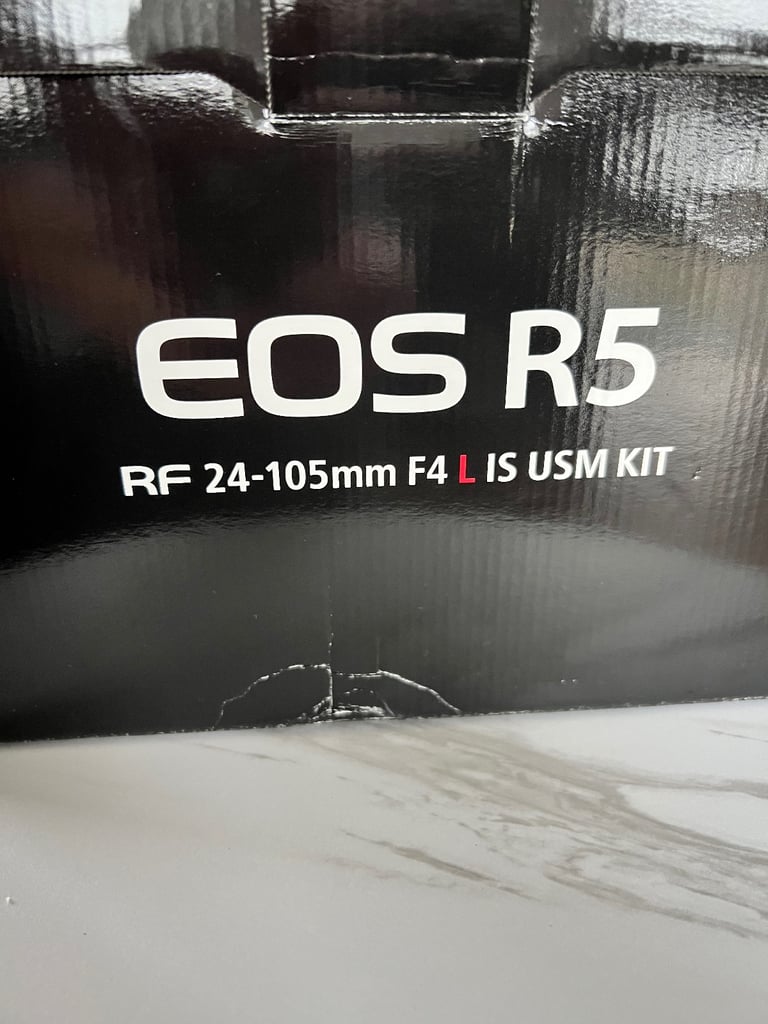 EOS R5
RF 24-105mm F4 L IS USM KIT